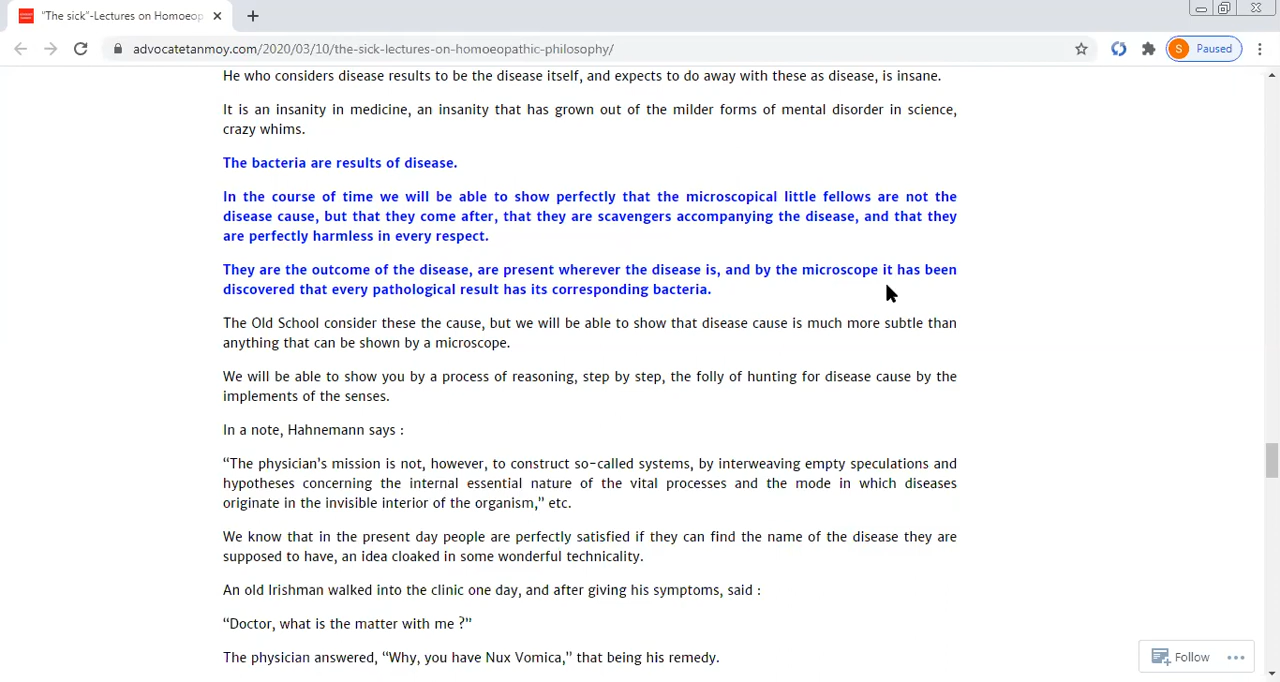 "The sick"-Lectures on Homoeop
advocatetanmoy.com/2020/03/10/the-sick-lectures-on-homoeopathic-philosophy/
S Paused
He who considers disease results to be the disease itself, and expects to do away with these as disease, is insane.
It is an insanity in medicine, an insanity that has grown out of the milder forms of mental disorder in science,
crazy whims.
The bacteria are results of disease.
In the course of time we will be able to show perfectly that the microscopical little fellows are not the
disease cause, but that they come after, that they are scavengers accompanying the disease, and that they
are perfectly harmless in every respect.
They are the outcome of the disease, are present wherever the disease is, and by the microscope it has been
discovered that every pathological result has its corresponding bacteria.
The Old School consider these the cause, but we will be able to show that disease cause is much more subtle than
anything that can be shown by a microscope.
We will be able to show you by a process of reasoning, step by step, the folly of hunting for disease cause by the
implements of the senses.
In a note, Hahnemann says :
“The physician’s mission is not, however, to construct so-called systems, by interweaving empty speculations and
hypotheses concerning the internal essential nature of the vital processes and the mode in which diseases
originate in the invisible interior of the organism,” etc.
We know that in the present day people are perfectly satisfied if they can find the name of the disease they are
supposed to have, an idea cloaked in some wonderful technicality.
An old Irishman walked into the clinic one day, and after giving his symptoms, said :
“Doctor, what is the matter with me ?”
The physician answered, “Why, you have Nux Vomica,” that being his remedy.
Follow